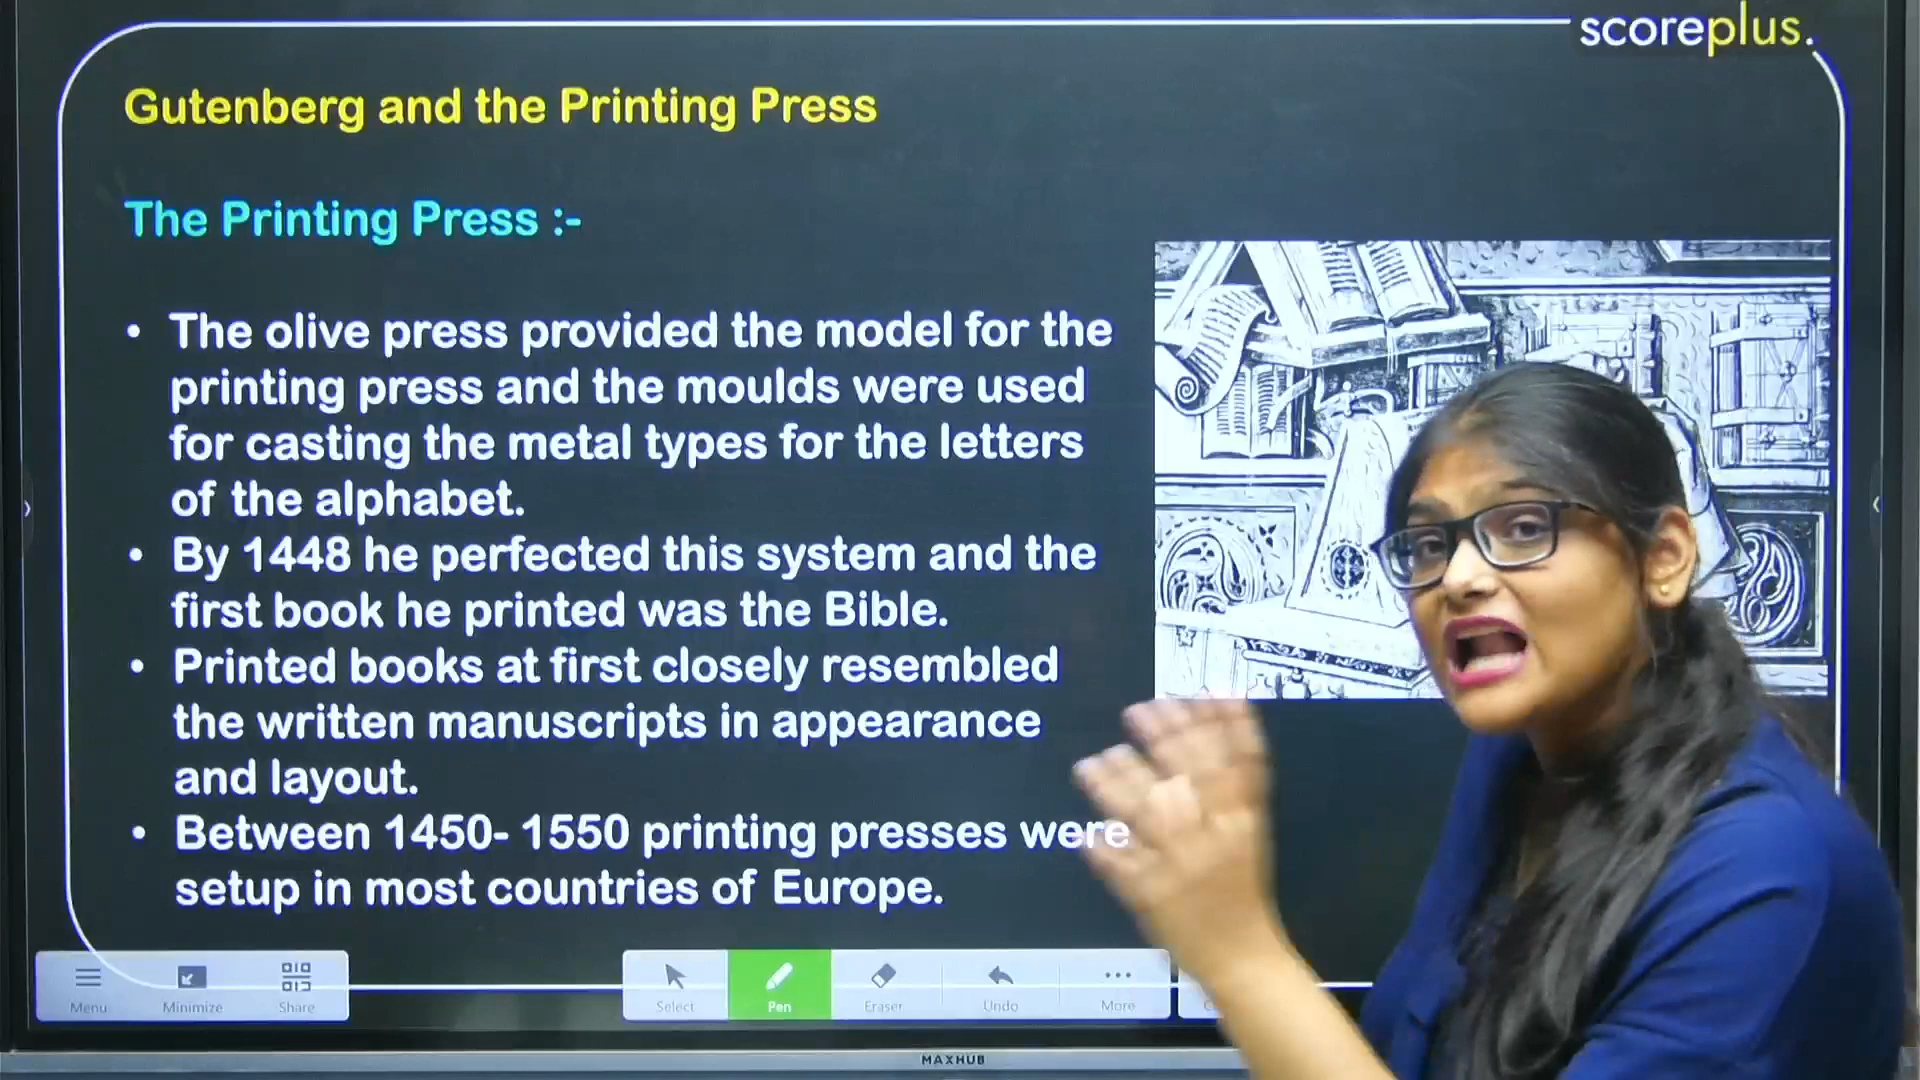 scoreplus.
Gutenberg and the Printing Press
The Printing Press :-
• The olive press provided the model for the
printing press and the moulds were used
for casting the metal types for the letters
of the alphabet.
• By 1448 he perfected this system and the
first book he printed was the Bible.
• Printed books at first closely resembled
the written manuscripts in appearance
and layout.
• Between 1450- 1550 printing presses were
setup in most countries of Europe.
Menu Minimize Share Select Pen Eraser Undo More
MAXHUB